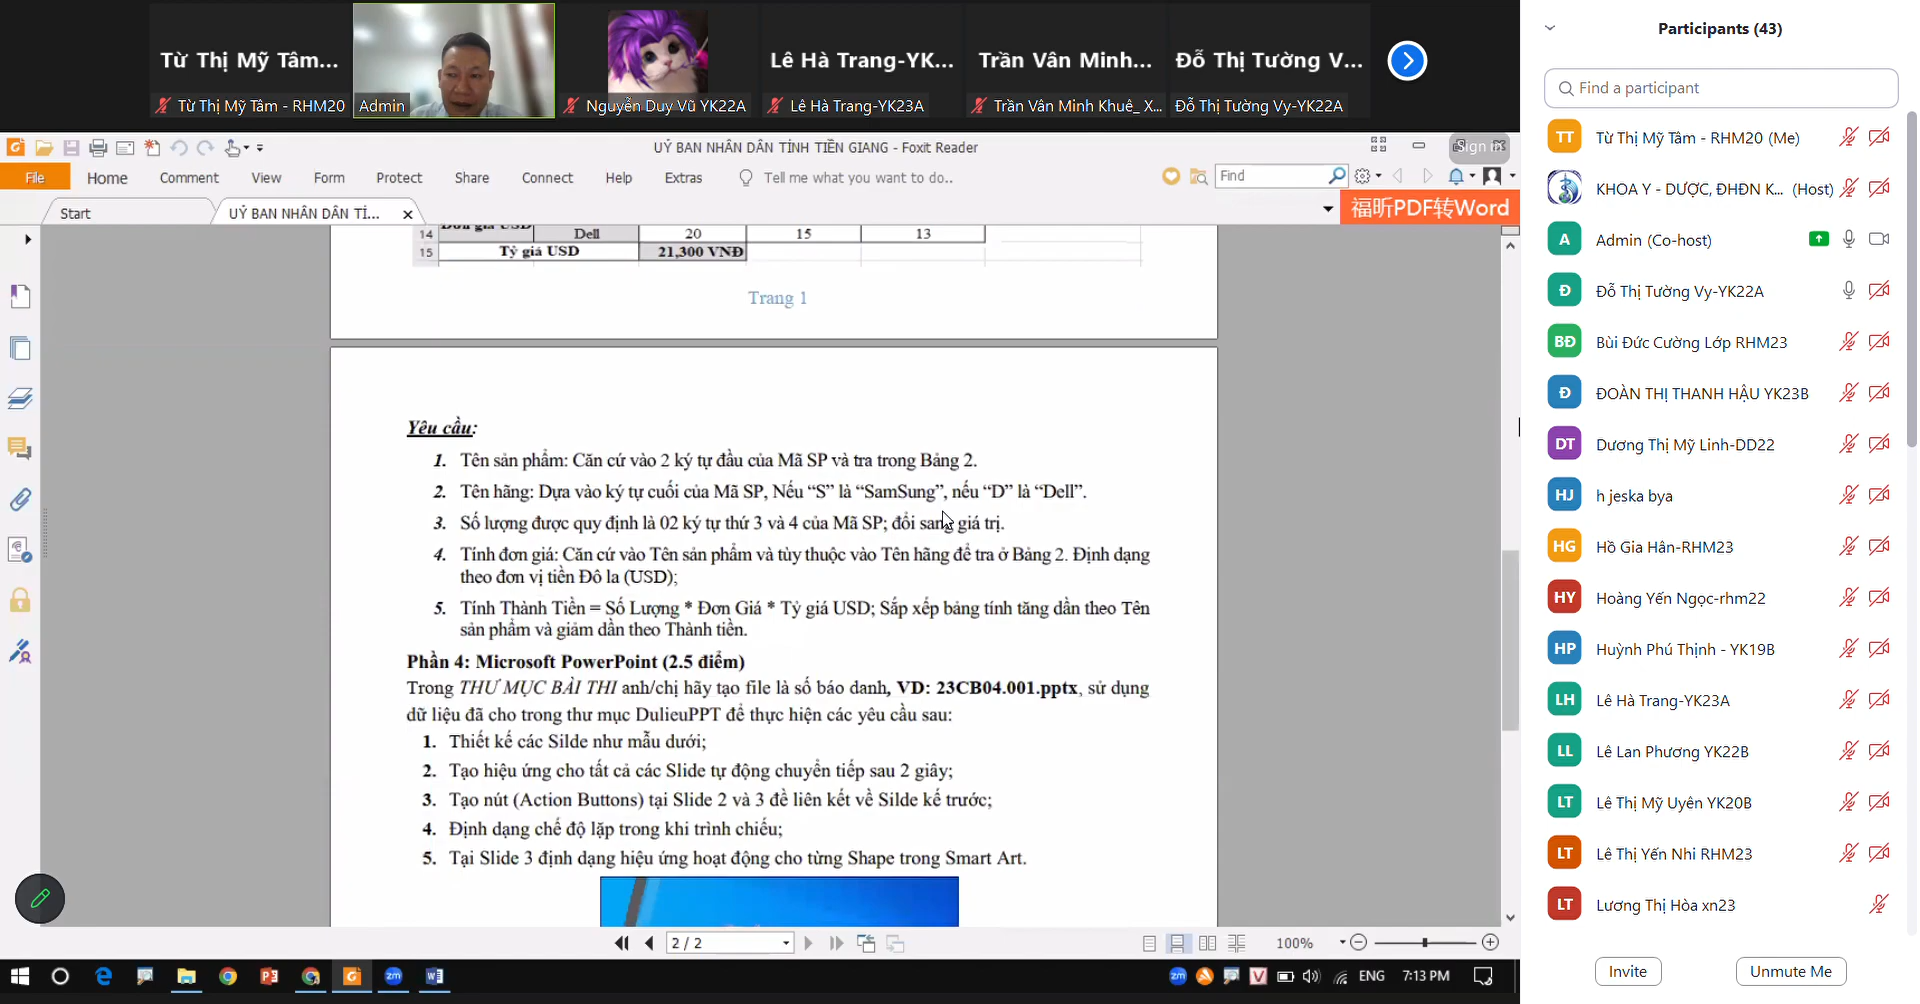 Từ Thị Mỹ Tâm...
Từ Thị Mỹ Tâm - RHM20
Admin
Nguyễn Duy Vũ YK22A
Lê Hà Trang-YK...
Lê Hà Trang-YK23A
Trần Vân Minh...
Trần Vân Minh Khuê_ X...
Đỗ Thị Tường V...
Đỗ Thị Tường Vy-YK22A
UỶ BAN NHÂN DÂN TỈNH TIỀN GIANG - Foxit Reader
Sign in
File Home Comment View Form Protect Share Connect Help Extras Tell me what you want to do.. Find
Start
UỶ BAN NHÂN DÂN TỈ...
福昕PDF转Word
14 Đơn giá USD Dell 20 15 13
15 Tỷ giá USD 21,300 VNĐ
Trang 1
Yêu cầu:
1. Tên sản phẩm: Căn cứ vào 2 ký tự đầu của Mã SP và tra trong Bảng 2.
2. Tên hãng: Dựa vào ký tự cuối của Mã SP, Nếu “S” là “SamSung”, nếu “D” là “Dell”.
3. Số lượng được quy định là 02 ký tự thứ 3 và 4 của Mã SP; đổi sang giá trị.
4. Tính đơn giá: Căn cứ vào Tên sản phẩm và tùy thuộc vào Tên hãng để tra ở Bảng 2. Định dạng
theo đơn vị tiền Đô la (USD);
5. Tính Thành Tiền = Số Lượng * Đơn Giá * Tỷ giá USD; Sắp xếp bảng tính tăng dần theo Tên
sản phẩm và giảm dần theo Thành tiền.
Phần 4: Microsoft PowerPoint (2.5 điểm)
Trong THƯ MỤC BÀI THI anh/chị hãy tạo file là số báo danh, VD: 23CB04.001.pptx, sử dụng
dữ liệu đã cho trong thư mục DulieuPPT để thực hiện các yêu cầu sau:
1. Thiết kế các Silde như mẫu dưới;
2. Tạo hiệu ứng cho tất cả các Slide tự động chuyển tiếp sau 2 giây;
3. Tạo nút (Action Buttons) tại Slide 2 và 3 để liên kết về Silde kế trước;
4. Định dạng chế độ lặp trong khi trình chiếu;
5. Tại Slide 3 định dạng hiệu ứng hoạt động cho từng Shape trong Smart Art.
2 / 2
100%
ENG 7:13 PM
Participants (43)
Find a participant
TT Từ Thị Mỹ Tâm - RHM20 (Me)
KHOA Y - DƯỢC, ĐHĐN K... (Host)
A Admin (Co-host)
Đ Đỗ Thị Tường Vy-YK22A
BĐ Bùi Đức Cường Lớp RHM23
Đ ĐOÀN THỊ THANH HẬU YK23B
DT Dương Thị Mỹ Linh-DD22
HJ h jeska bya
HG Hồ Gia Hân-RHM23
HY Hoàng Yến Ngọc-rhm22
HP Huỳnh Phú Thịnh - YK19B
LH Lê Hà Trang-YK23A
LL Lê Lan Phương YK22B
LT Lê Thị Mỹ Uyên YK20B
LT Lê Thị Yến Nhi RHM23
LT Lương Thị Hòa xn23
Invite
Unmute Me